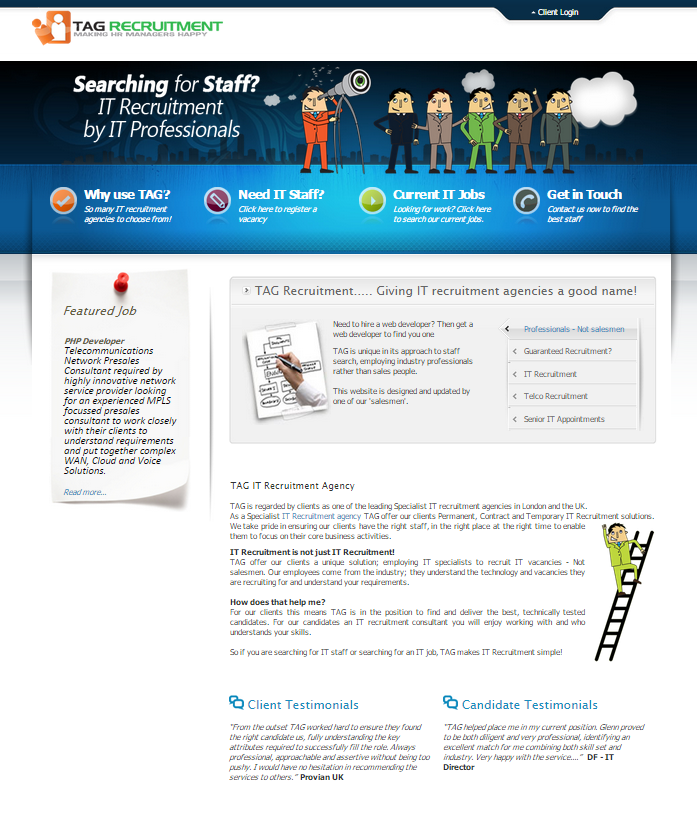 Client Login
TAG RECRUITMENT
MAKING HR MANAGERS HAPPY
Searching for Staff?
IT Recruitment
by IT Professionals
Why use TAG?
So many IT recruitment
agencies to choose from!
Need IT Staff?
Click here to register a
vacancy
Current IT Jobs
Looking for work? Click here
to search our current jobs.
Get in Touch
Contact us now to find the
best staff
Featured Job
PHP Developer
Telecommunications
Network Presales
Consultant required by
highly innovative network
service provider looking
for an experienced MPLS
focussed presales
consultant to work closely
with their clients to
understand requirements
and put together complex
WAN, Cloud and Voice
Solutions.
Read more...
TAG Recruitment..... Giving IT recruitment agencies a good name!
Need to hire a web developer? Then get a
web developer to find you one
TAG is unique in its approach to staff
search, employing industry professionals
rather than sales people.
This website is designed and updated by
one of our 'salesmen'.
Professionals - Not salesmen
Guaranteed Recruitment?
IT Recruitment
Telco Recruitment
Senior IT Appointments
TAG IT Recruitment Agency
TAG is regarded by clients as one of the leading Specialist IT recruitment agencies in London and the UK.
As a Specialist IT Recruitment agency TAG offer our clients Permanent, Contract and Temporary IT Recruitment solutions.
We take pride in ensuring our clients have the right staff, in the right place at the right time to enable
them to focus on their core business activities.
IT Recruitment is not just IT Recruitment!
TAG offer our clients a unique solution; employing IT specialists to recruit IT vacancies - Not
salesmen. Our employees come from the industry; they understand the technology and vacancies they
are recruiting for and understand your requirements.
How does that help me?
For our clients this means TAG is in the position to find and deliver the best, technically tested
candidates. For our candidates an IT recruitment consultant you will enjoy working with and who
understands your skills.
So if you are searching for IT staff or searching for an IT job, TAG makes IT Recruitment simple!
Client Testimonials
"From the outset TAG worked hard to ensure they found
the right candidate us, fully understanding the key
attributes required to successfully fill the role. Always
professional, approachable and assertive without being too
pushy. I would have no hesitation in recommending the
services to others." Provian UK
Candidate Testimonials
"TAG helped place me in my current position. Glenn proved
to be both diligent and very professional, identifying an
excellent match for me combining both skill set and
industry. Very happy with the service...." DF - IT
Director